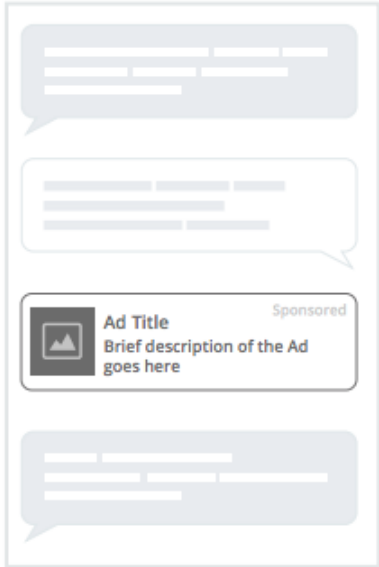 Sponsored
Ad Title
Brief description of the Ad
goes here